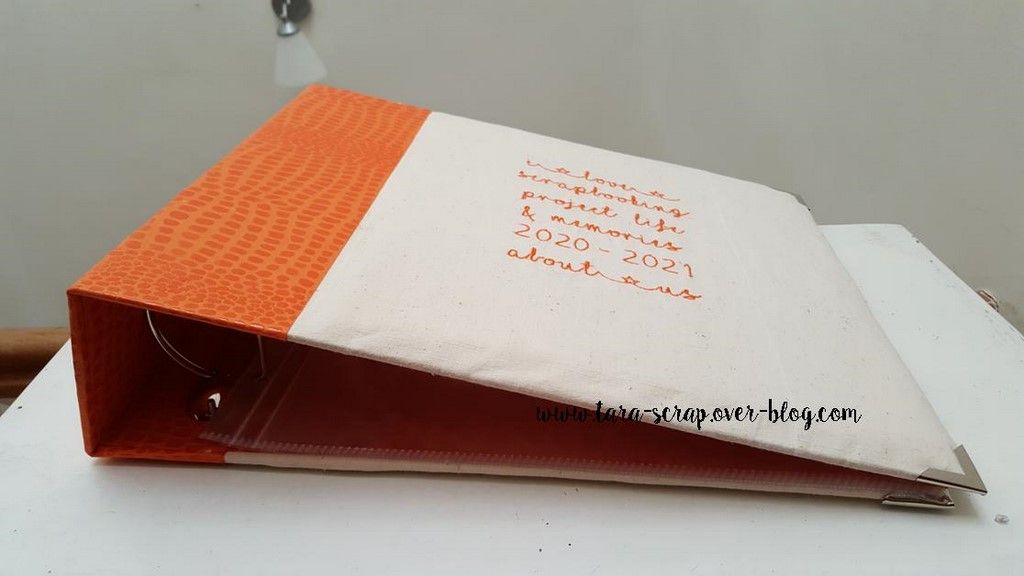 love
scrapbooking
project life
& memories
2020 - 2021
about us
www.tara-scrap.over-blog.com